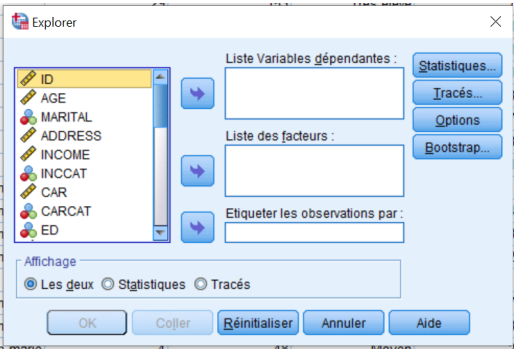 Explorer
Liste Variables dépendantes :
ID
AGE
MARITAL
ADDRESS
INCOME
INCCAT
CAR
CARCAT
ED
Liste des facteurs :
Etiqueter les observations par :
Statistiques...
Tracés...
Options
Bootstrap...
Affichage
Les deux Statistiques Tracés
OK Coller Réinitialiser Annuler Aide